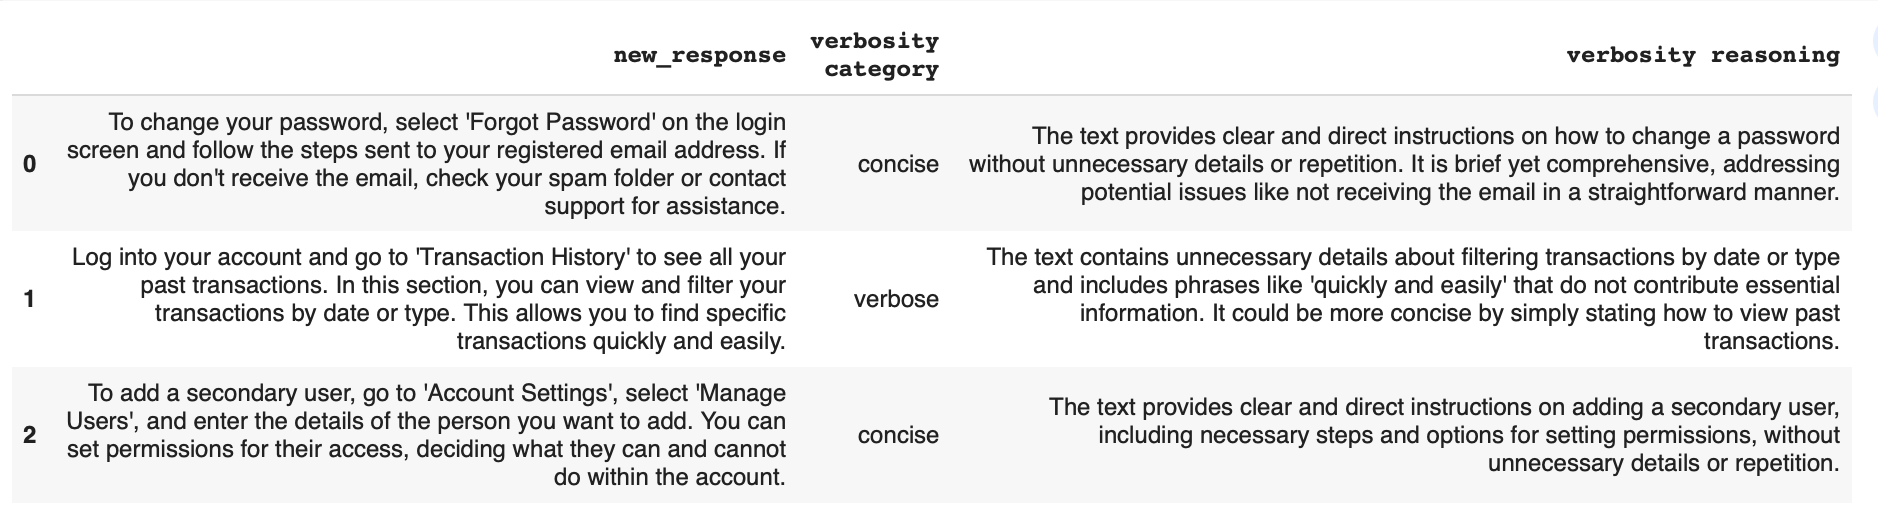 new_response
verbosity
category
verbosity reasoning
0
To change your password, select 'Forgot Password' on the login
screen and follow the steps sent to your registered email address. If
you don't receive the email, check your spam folder or contact
support for assistance.
concise
The text provides clear and direct instructions on how to change a password
without unnecessary details or repetition. It is brief yet comprehensive, addressing
potential issues like not receiving the email in a straightforward manner.
1
Log into your account and go to 'Transaction History' to see all your
past transactions. In this section, you can view and filter your
transactions by date or type. This allows you to find specific
transactions quickly and easily.
verbose
The text contains unnecessary details about filtering transactions by date or type
and includes phrases like 'quickly and easily' that do not contribute essential
information. It could be more concise by simply stating how to view past
transactions.
2
To add a secondary user, go to 'Account Settings', select 'Manage
Users', and enter the details of the person you want to add. You can
set permissions for their access, deciding what they can and cannot
do within the account.
concise
The text provides clear and direct instructions on adding a secondary user,
including necessary steps and options for setting permissions, without
unnecessary details or repetition.